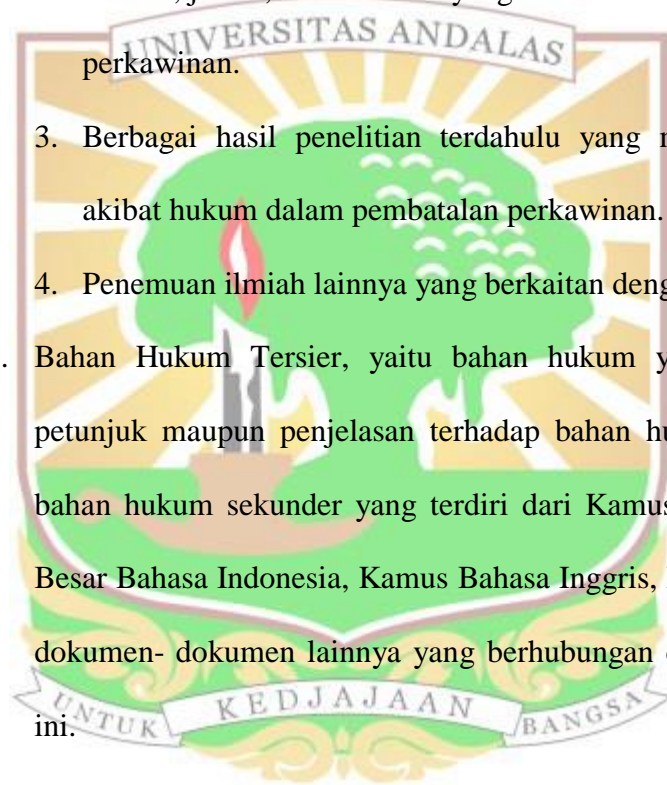 UNIVERSITAS ANDALAS
perkawinan.
3. Berbagai hasil penelitian terdahulu yang
akibat hukum dalam pembatalan perkawinan.
4. Penemuan ilmiah lainnya yang berkaitan
Bahan Hukum Tersier, yaitu bahan hukum
petunjuk maupun penjelasan terhadap bahan
bahan hukum sekunder yang terdiri dari Kamus
Besar Bahasa Indonesia, Kamus Bahasa Inggris,
dokumen- dokumen lainnya yang berhubungan
ini.
UNTUK KEDJAJAAN BANGSA